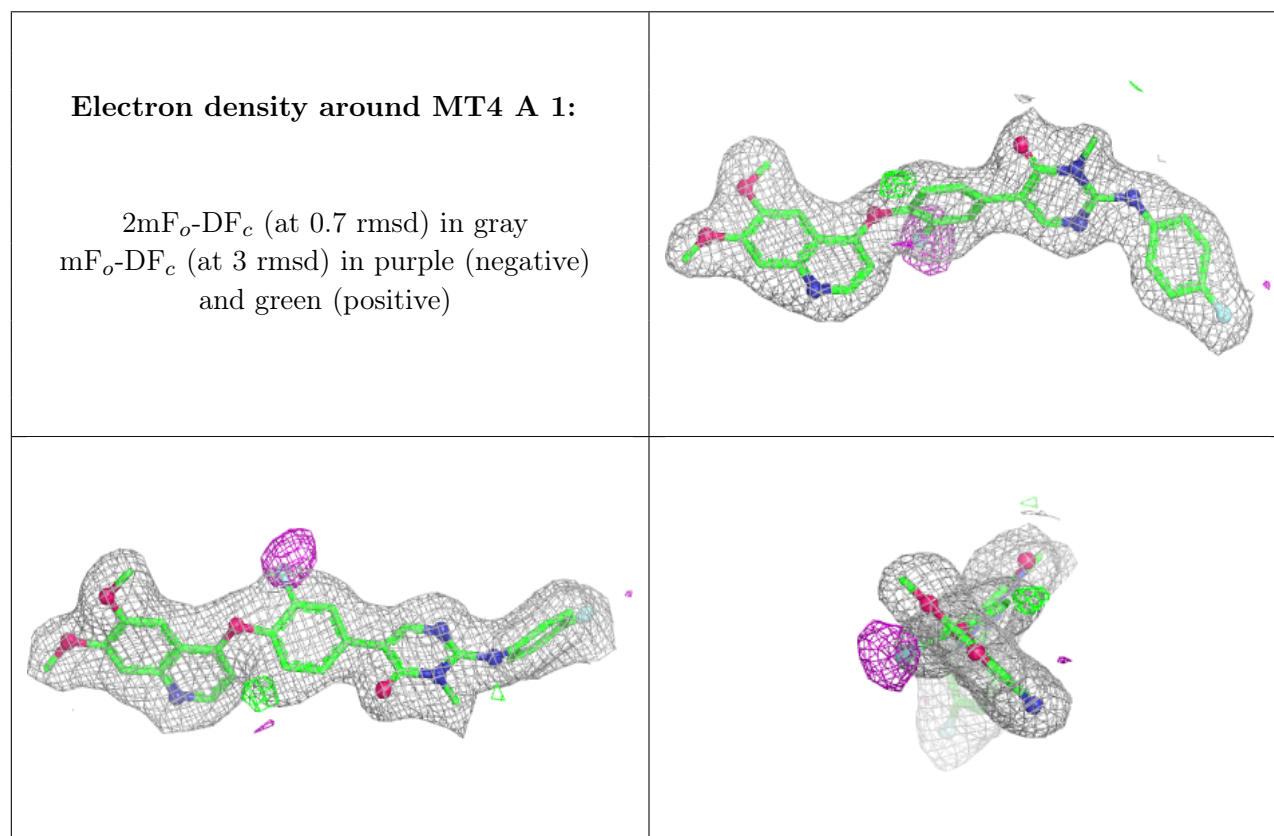 Electron density around MT4 A 1:
2mFo-DFc (at 0.7 rmsd) in gray
mFo-DFc (at 3 rmsd) in purple (negative)
and green (positive)